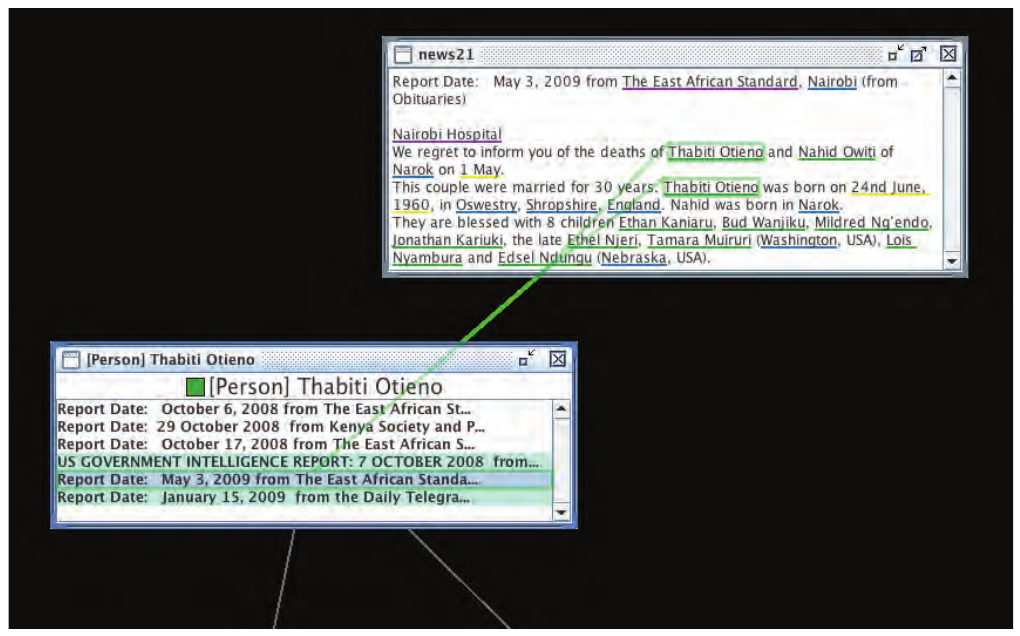 news21
Report Date:   May 3, 2009 from The East African Standard, Nairobi (from
Obituaries)
Nairobi Hospital
We regret to inform you of the deaths of Thabiti Otieno and Nahid Owiti of
Narok on 1 May.
This couple were married for 30 years. Thabiti Otieno was born on 24nd June,
1960, in Oswestry, Shropshire, England. Nahid was born in Narok.
They are blessed with 8 children Ethan Kaniaru, Bud Wanjiku, Mildred Ng'endo,
Jonathan Kariuki, the late Ethel Njeri, Tamara Muiruri (Washington, USA), Lois
Nyambura and Edsel Ndungu (Nebraska, USA).
[Person] Thabiti Otieno
[Person] Thabiti Otieno
Report Date:   October 6, 2008 from The East African St...
Report Date:  29 October 2008  from Kenya Society and P...
Report Date:   October 17, 2008 from The East African S...
US GOVERNMENT INTELLIGENCE REPORT: 7 OCTOBER 2008  from...
Report Date:   May 3, 2009 from The East African Standa...
Report Date:   January 15, 2009  from the Daily Telegra...